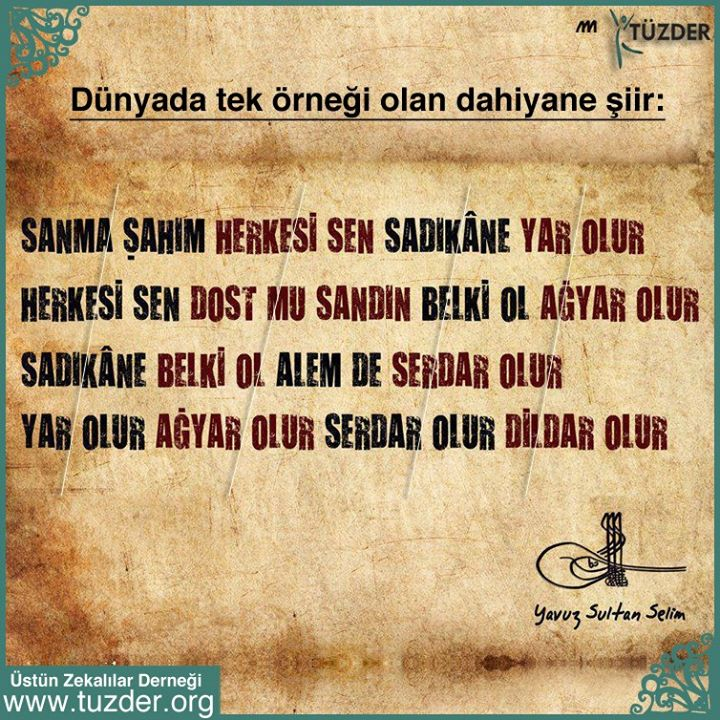 TÜZDER
Dünyada tek örneği olan dahiyane şiir:
SANMA ŞAHIM HERKESİ SEN SADIKÂNE YAR OLUR
HERKESİ SEN DOST MU SANDIN BELKİ OL AĞYAR OLUR
SADIKÂNE BELKİ OL ALEM DE SERDAR OLUR
YAR OLUR AĞYAR OLUR SERDAR OLUR DİLDAR OLUR
Yavuz Sultan Selim
Üstün Zekalılar Derneği
www.tuzder.org